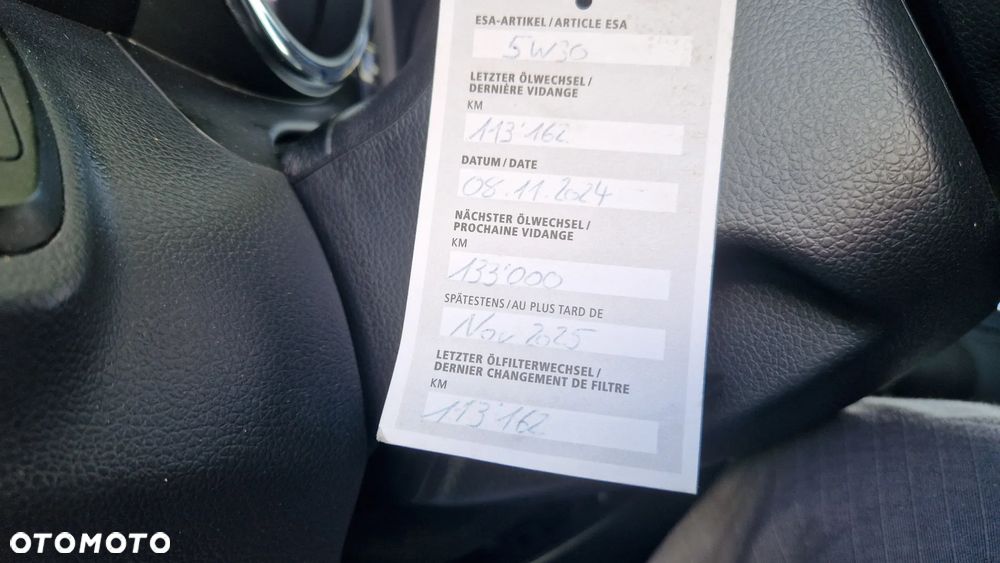 ESA-ARTIKEL/ARTICLE ESA
5W30
LETZTER ÖLWECHSEL/
DERNIÈRE VIDANGE
KM
113'162
DATUM/DATE
08.11.2024
NÄCHSTER ÖLWECHSEL/
PROCHAINE VIDANGE
KM
133'000
SPÄTESTENS/AU PLUS TARD DE
Nov 2025
LETZTER ÖLFILTERWECHSEL/
DERNIER CHANGEMENT DE FILTRE
KM
113'162
OTOMOTO